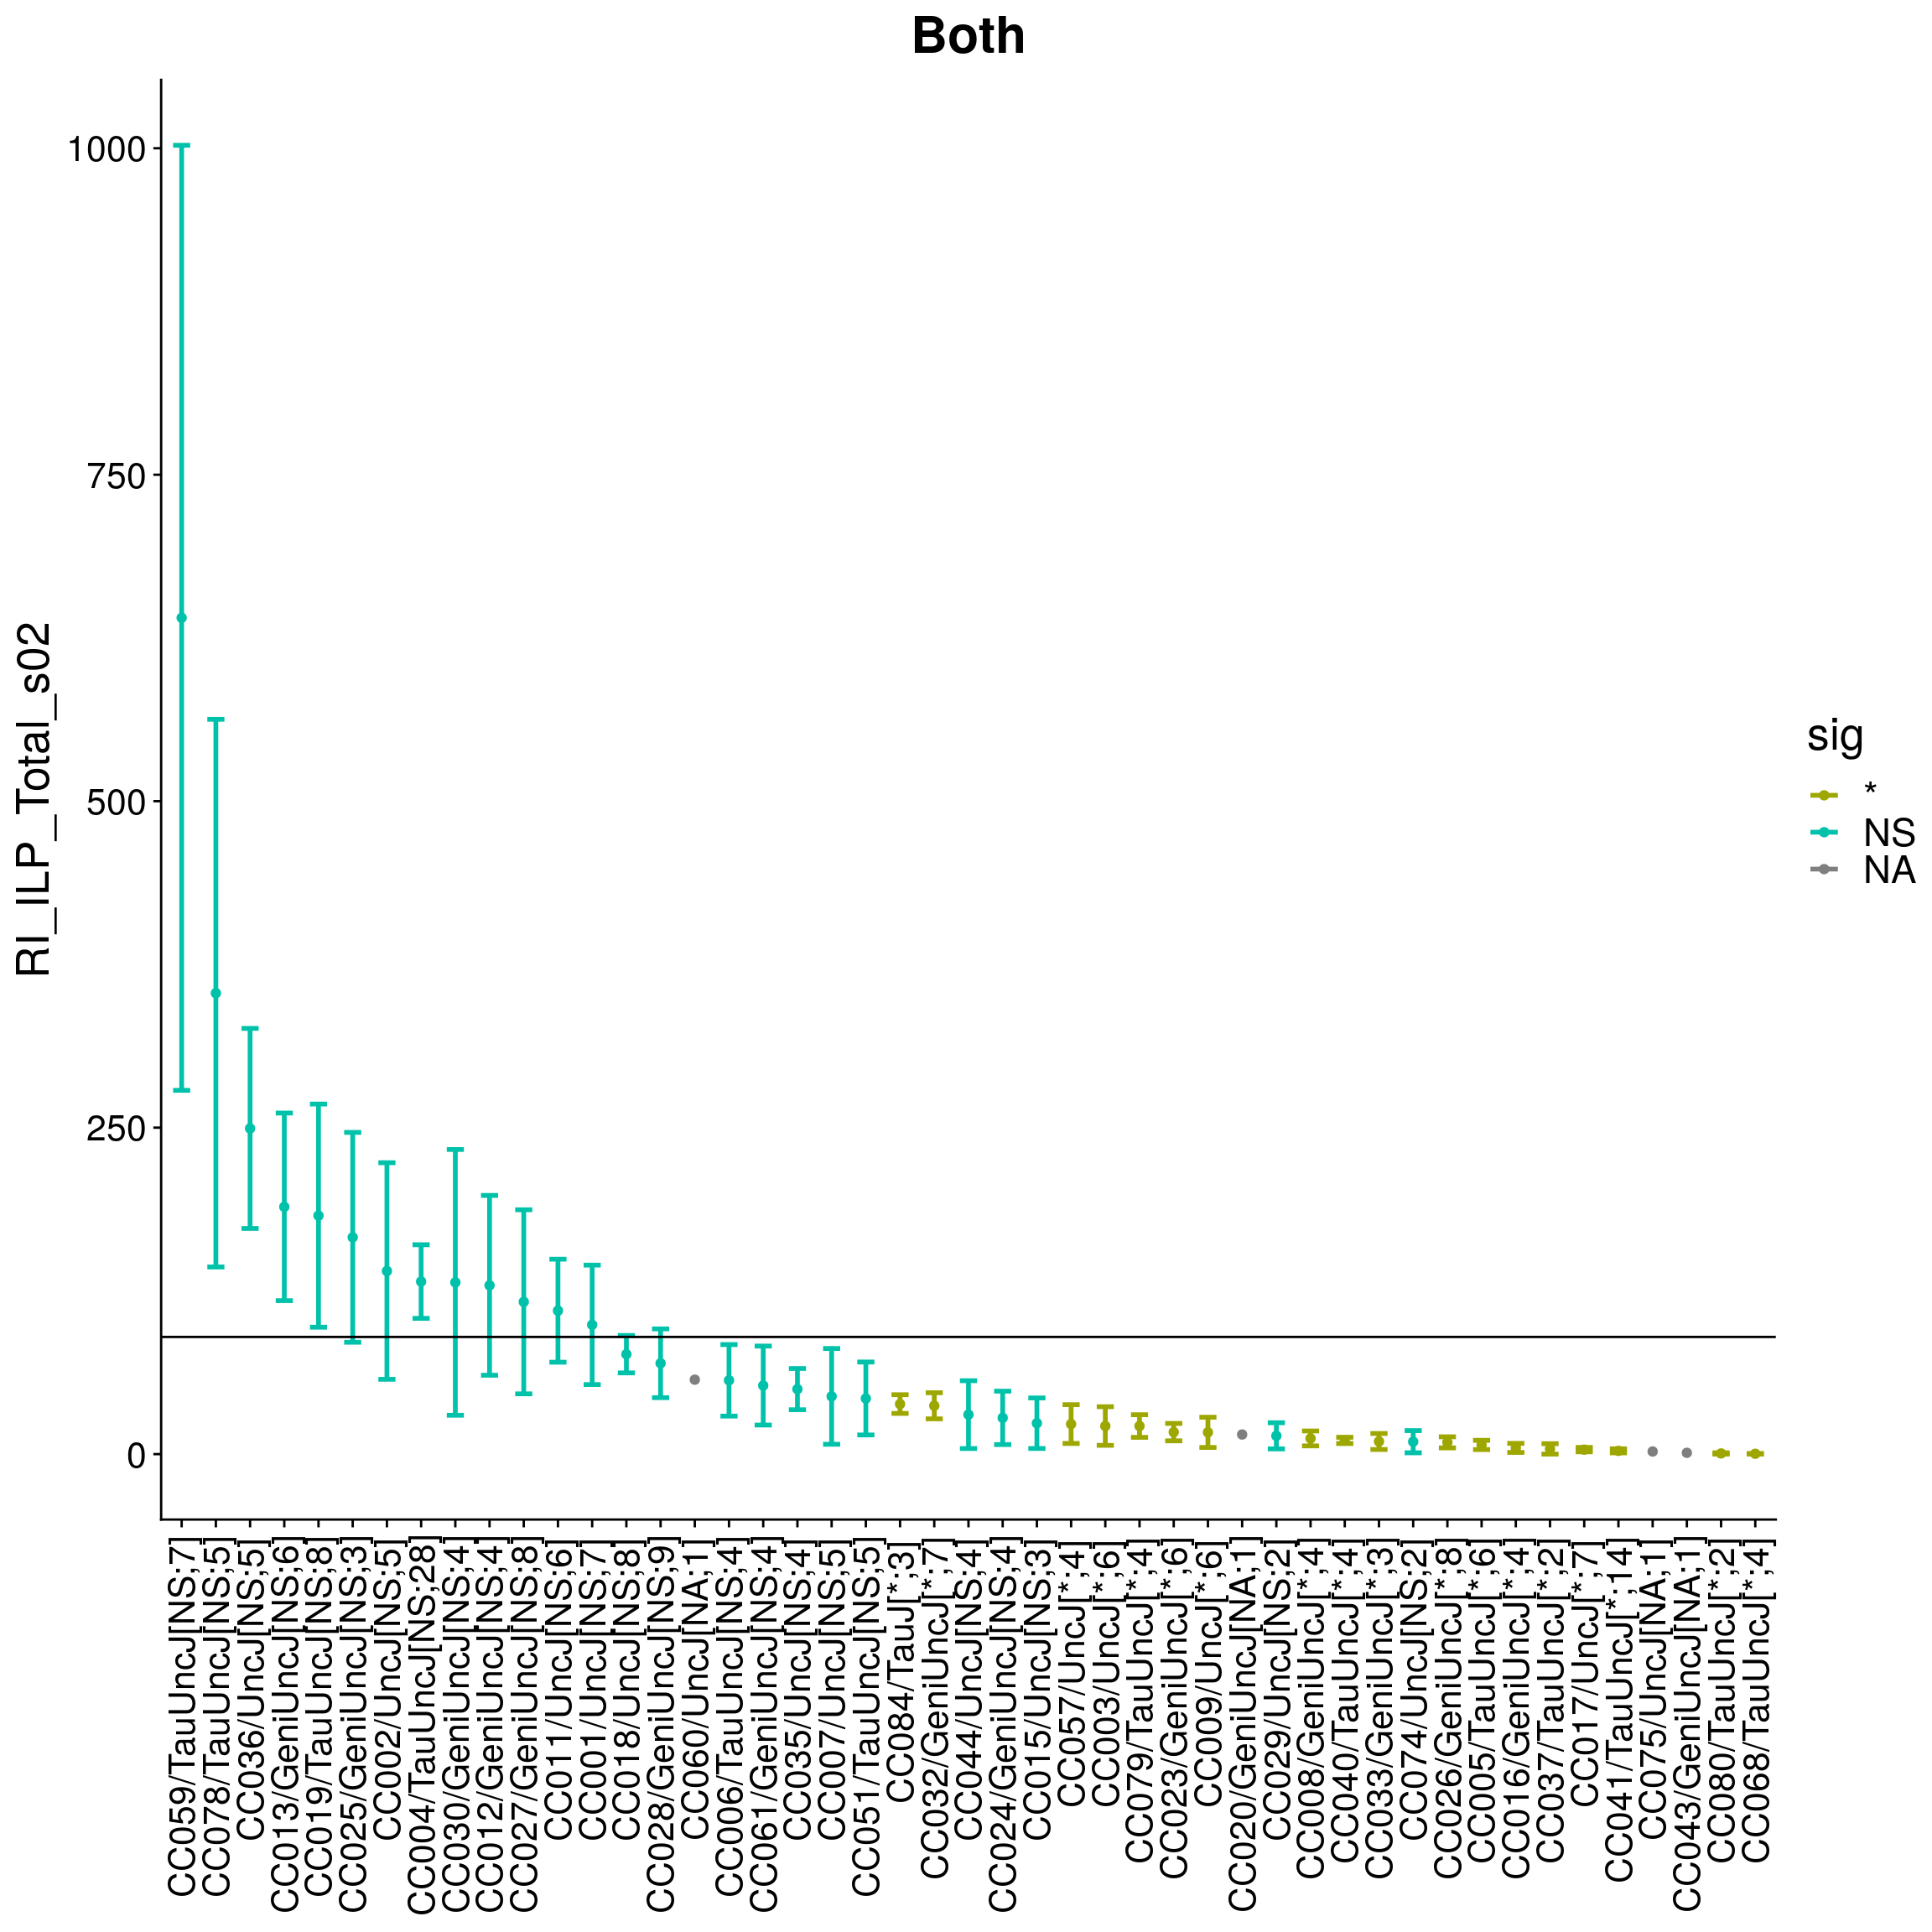 Both
RI_ILP_Total_s02
1000
750
500
250
0
CC059/TauUncJ[NS;7]
CC078/TauUncJ[NS;5]
CC036/UncJ[NS;5]
CC013/GeniUncJ[NS;6]
CC019/TauUncJ[NS;8]
CC025/GeniUncJ[NS;3]
CC002/UncJ[NS;5]
CC004/TauUncJ[NS;28]
CC030/GeniUncJ[NS;4]
CC012/GeniUncJ[NS;4]
CC027/GeniUncJ[NS;8]
CC011/UncJ[NS;6]
CC001/UncJ[NS;7]
CC018/UncJ[NS;8]
CC028/GeniUncJ[NS;9]
CC060/UncJ[NA;1]
CC006/TauUncJ[NS;4]
CC061/GeniUncJ[NS;4]
CC035/UncJ[NS;4]
CC007/UncJ[NS;5]
CC051/TauUncJ[NS;5]
CC084/TauJ[*;3]
CC032/GeniUncJ[*;7]
CC044/UncJ[NS;4]
CC024/GeniUncJ[NS;4]
CC015/UncJ[NS;3]
CC057/UncJ[*;4]
CC003/UncJ[*;6]
CC079/TauUncJ[*;4]
CC023/GeniUncJ[*;6]
CC009/UncJ[*;6]
CC020/GeniUncJ[NA;1]
CC029/UncJ[NS;2]
CC008/GeniUncJ[*;4]
CC040/TauUncJ[*;4]
CC033/GeniUncJ[*;3]
CC074/UncJ[NS;2]
CC026/GeniUncJ[*;8]
CC005/TauUncJ[*;6]
CC016/GeniUncJ[*;4]
CC037/TauUncJ[*;2]
CC017/UncJ[*;7]
CC041/TauUncJ[*;14]
CC075/UncJ[NA;1]
CC043/GeniUncJ[NA;1]
CC080/TauUncJ[*;2]
CC068/TauUncJ[*;4]
sig
*
NS
NA